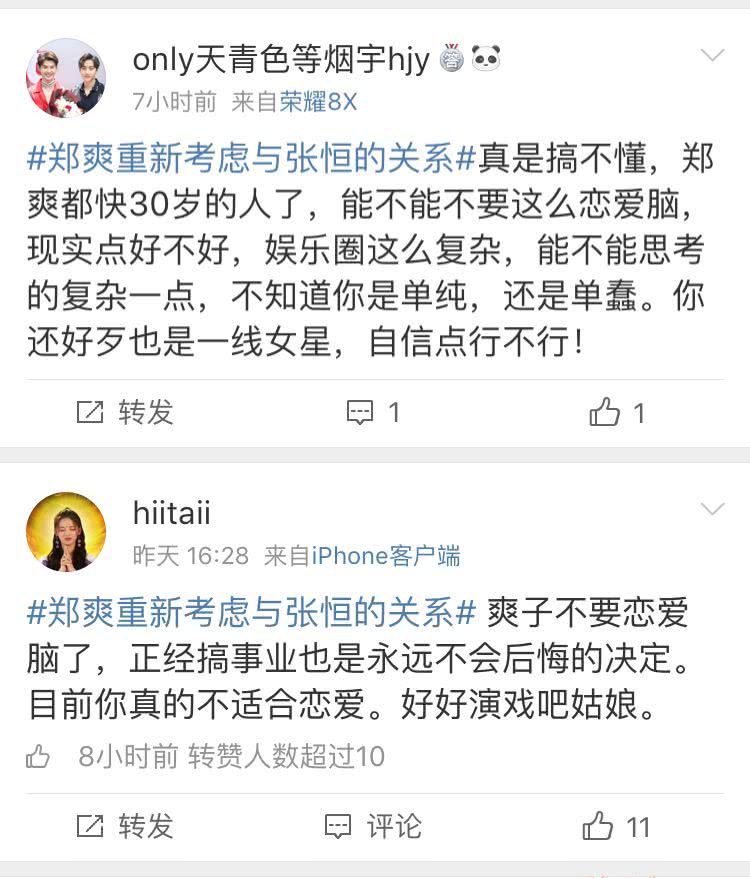 only天青色等烟宇hjy
7小时前 来自荣耀8X
#郑爽重新考虑与张恒的关系#真是搞不懂，郑
爽都快30岁的人了，能不能不要这么恋爱脑，
现实点好不好，娱乐圈这么复杂，能不能思考
的复杂一点，不知道你是单纯，还是单蠢。你
还好歹也是一线女星，自信点行不行！
转发 1 1
hiitaii
昨天 16:28 来自iPhone客户端
#郑爽重新考虑与张恒的关系# 爽子不要恋爱
脑了，正经搞事业也是永远不会后悔的决定。
目前你真的不适合恋爱。好好演戏吧姑娘。
8小时前 转赞人数超过10
转发 评论 11